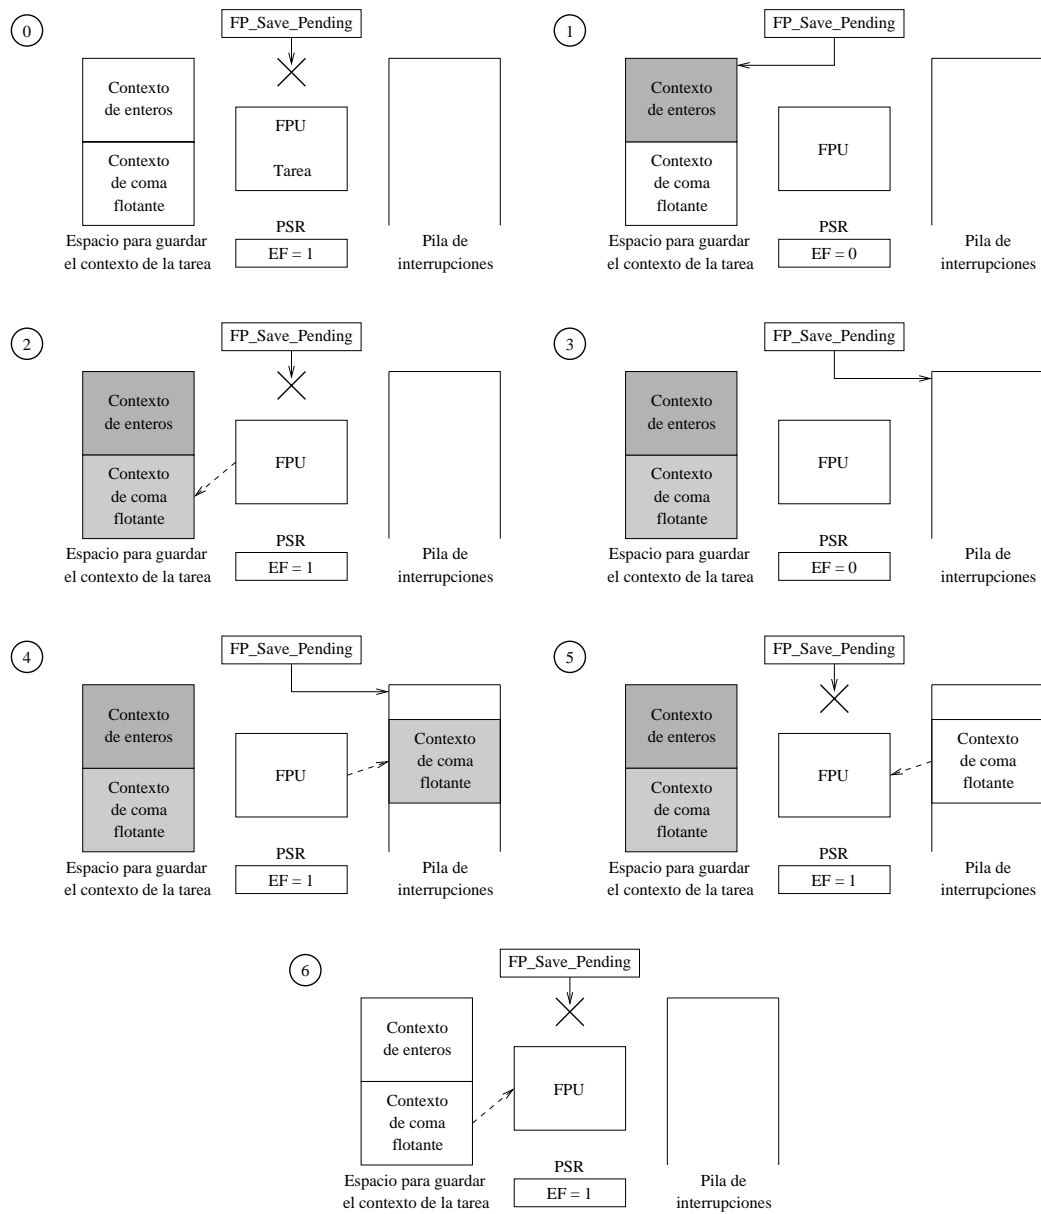 0
FP_Save_Pending
Contexto
de enteros
Contexto
de coma
flotante
FPU
Tarea
PSR
EF = 1
Espacio para guardar
el contexto de la tarea
Pila de
interrupciones
1
FP_Save_Pending
Contexto
de enteros
Contexto
de coma
flotante
FPU
PSR
EF = 0
Espacio para guardar
el contexto de la tarea
Pila de
interrupciones
2
FP_Save_Pending
Contexto
de enteros
Contexto
de coma
flotante
FPU
PSR
EF = 1
Espacio para guardar
el contexto de la tarea
Pila de
interrupciones
3
FP_Save_Pending
Contexto
de enteros
Contexto
de coma
flotante
FPU
PSR
EF = 0
Espacio para guardar
el contexto de la tarea
Pila de
interrupciones
4
FP_Save_Pending
Contexto
de enteros
Contexto
de coma
flotante
FPU
Contexto
de coma
flotante
PSR
EF = 1
Espacio para guardar
el contexto de la tarea
Pila de
interrupciones
5
FP_Save_Pending
Contexto
de enteros
Contexto
de coma
flotante
FPU
Contexto
de coma
flotante
PSR
EF = 1
Espacio para guardar
el contexto de la tarea
Pila de
interrupciones
6
FP_Save_Pending
Contexto
de enteros
Contexto
de coma
flotante
FPU
PSR
EF = 1
Espacio para guardar
el contexto de la tarea
Pila de
interrupciones